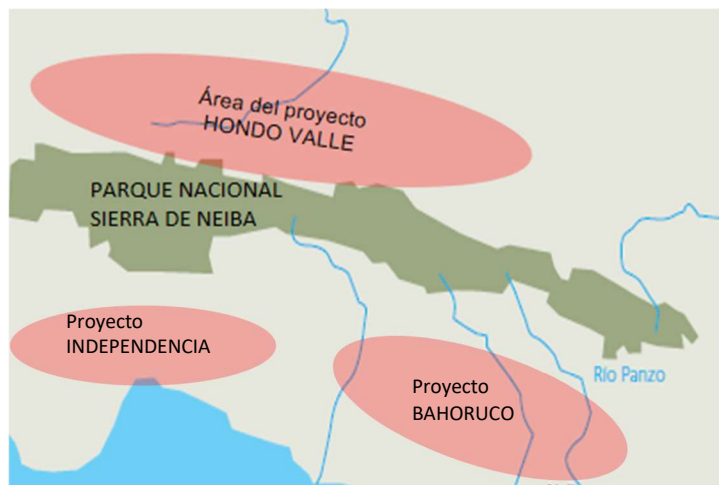 Área del proyecto
HONDO VALLE
PARQUE NACIONAL
SIERRA DE NEIBA
Proyecto
INDEPENDENCIA
Río Panzo
Proyecto
BAHORUCO